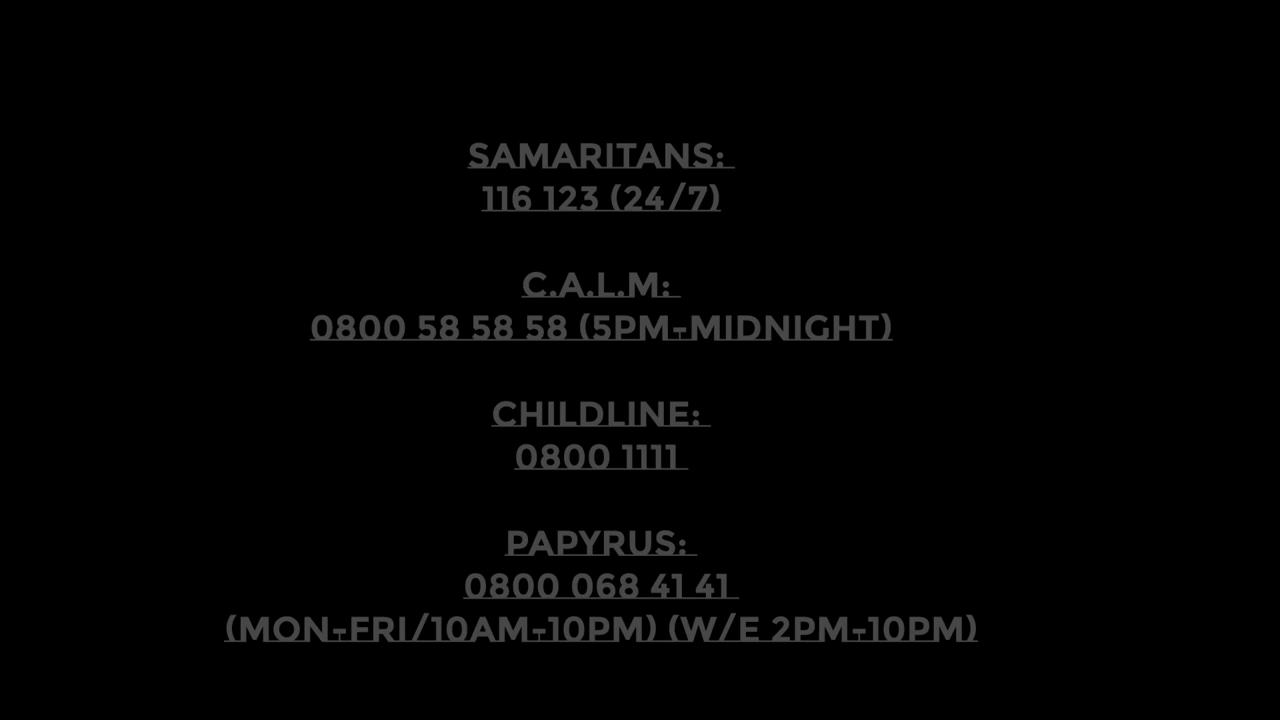 SAMARITANS:
116 123 (24/7)
C.A.L.M:
0800 58 58 58 (5PM-MIDNIGHT)
CHILDLINE:
0800 1111
PAPYRUS:
0800 068 41 41
(MON-FRI/10AM-10PM) (W/E 2PM-10PM)